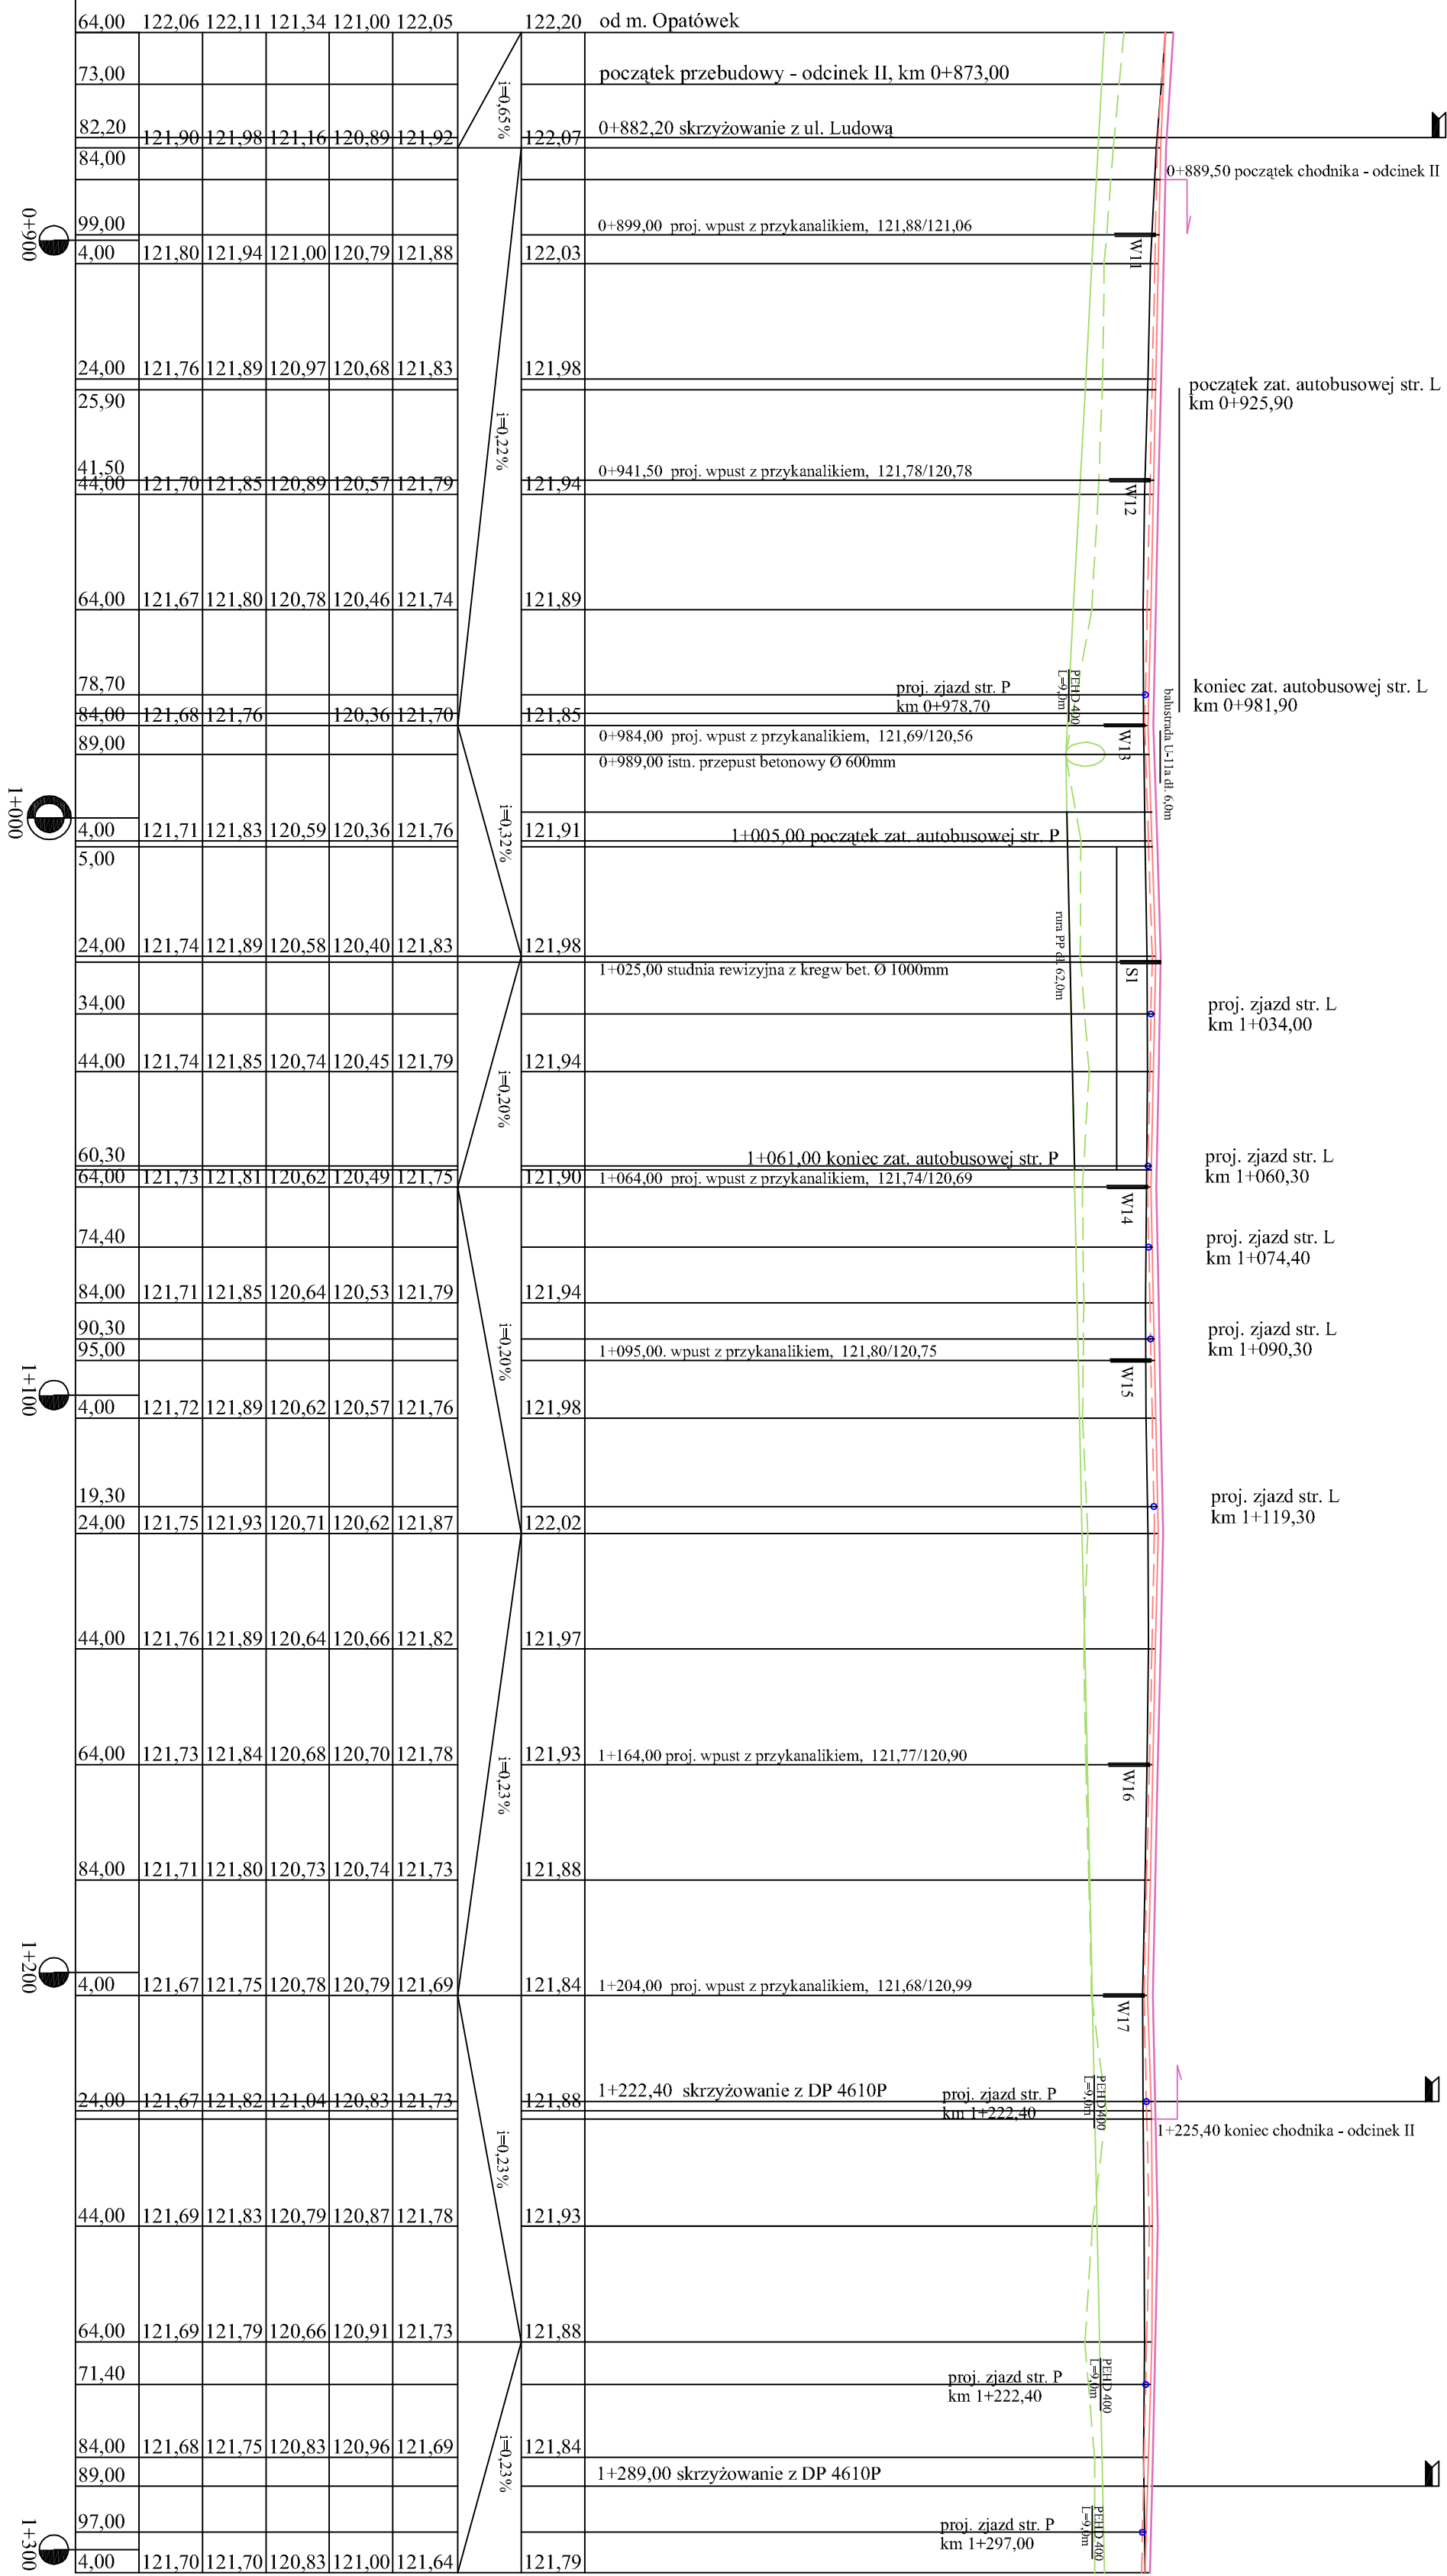 64,00 122,06 122,11 121,34 121,00 122,05 122,20 od m. Opatówek
i=0,65%
73,00 początek przebudowy - odcinek II, km 0+873,00
82,20 121,90 121,98 121,16 120,89 121,92 122,07 0+882,20 skrzyżowanie z ul. Ludową
84,00
0+889,50 początek chodnika - odcinek II
0+900
99,00 0+899,00 proj. wpust z przykanalikiem, 121,88/121,06
W11
4,00 121,80 121,94 121,00 120,79 121,88 122,03
24,00 121,76 121,89 120,97 120,68 121,83 121,98
początek zat. autobusowej str. L
km 0+925,90
25,90
i=0,22%
41,50 0+941,50 proj. wpust z przykanalikiem, 121,78/120,78
44,00 121,70 121,85 120,89 120,57 121,79 121,94
W12
64,00 121,67 121,80 120,78 120,46 121,74 121,89
PEHD 400
L=9,0m
78,70 proj. zjazd str. P
km 0+978,70
koniec zat. autobusowej str. L
km 0+981,90
balustrada U-11a dł. 6,0m
84,00 121,68 121,76 120,36 121,70 121,85
0+984,00 proj. wpust z przykanalikiem, 121,69/120,56
W13
89,00 0+989,00 istn. przepust betonowy Ø 600mm
1+000
i=0,32%
4,00 121,71 121,83 120,59 120,36 121,76 121,91
1+005,00 początek zat. autobusowej str. P
5,00
rura PP dł. 62,0m
24,00 121,74 121,89 120,58 120,40 121,83 121,98
1+025,00 studnia rewizyjna z kregw bet. Ø 1000mm
S1
34,00 proj. zjazd str. L
km 1+034,00
44,00 121,74 121,85 120,74 120,45 121,79 121,94
i=0,20%
60,30 1+061,00 koniec zat. autobusowej str. P
proj. zjazd str. L
km 1+060,30
64,00 121,73 121,81 120,62 120,49 121,75 121,90 1+064,00 proj. wpust z przykanalikiem, 121,74/120,69
W14
74,40 proj. zjazd str. L
km 1+074,40
84,00 121,71 121,85 120,64 120,53 121,79 121,94
i=0,20%
90,30 proj. zjazd str. L
km 1+090,30
95,00 1+095,00. wpust z przykanalikiem, 121,80/120,75
W15
1+100
4,00 121,72 121,89 120,62 120,57 121,76 121,98
19,30 proj. zjazd str. L
km 1+119,30
24,00 121,75 121,93 120,71 120,62 121,87 122,02
44,00 121,76 121,89 120,64 120,66 121,82 121,97
64,00 121,73 121,84 120,68 120,70 121,78 121,93 1+164,00 proj. wpust z przykanalikiem, 121,77/120,90
i=0,23%
W16
84,00 121,71 121,80 120,73 120,74 121,73 121,88
1+200
4,00 121,67 121,75 120,78 120,79 121,69 121,84 1+204,00 proj. wpust z przykanalikiem, 121,68/120,99
W17
24,00 121,67 121,82 121,04 120,83 121,73 121,88 1+222,40 skrzyżowanie z DP 4610P
proj. zjazd str. P
km 1+222,40
PEHD 400
L=9,0m
1+225,40 koniec chodnika - odcinek II
i=0,23%
44,00 121,69 121,83 120,79 120,87 121,78 121,93
64,00 121,69 121,79 120,66 120,91 121,73 121,88
71,40 proj. zjazd str. P
km 1+222,40
PEHD 400
L=9,0m
84,00 121,68 121,75 120,83 120,96 121,69 121,84
i=0,23%
89,00 1+289,00 skrzyżowanie z DP 4610P
97,00 proj. zjazd str. P
km 1+297,00
PEHD 400
L=9,0m
1+300
4,00 121,70 121,70 120,83 121,00 121,64 121,79